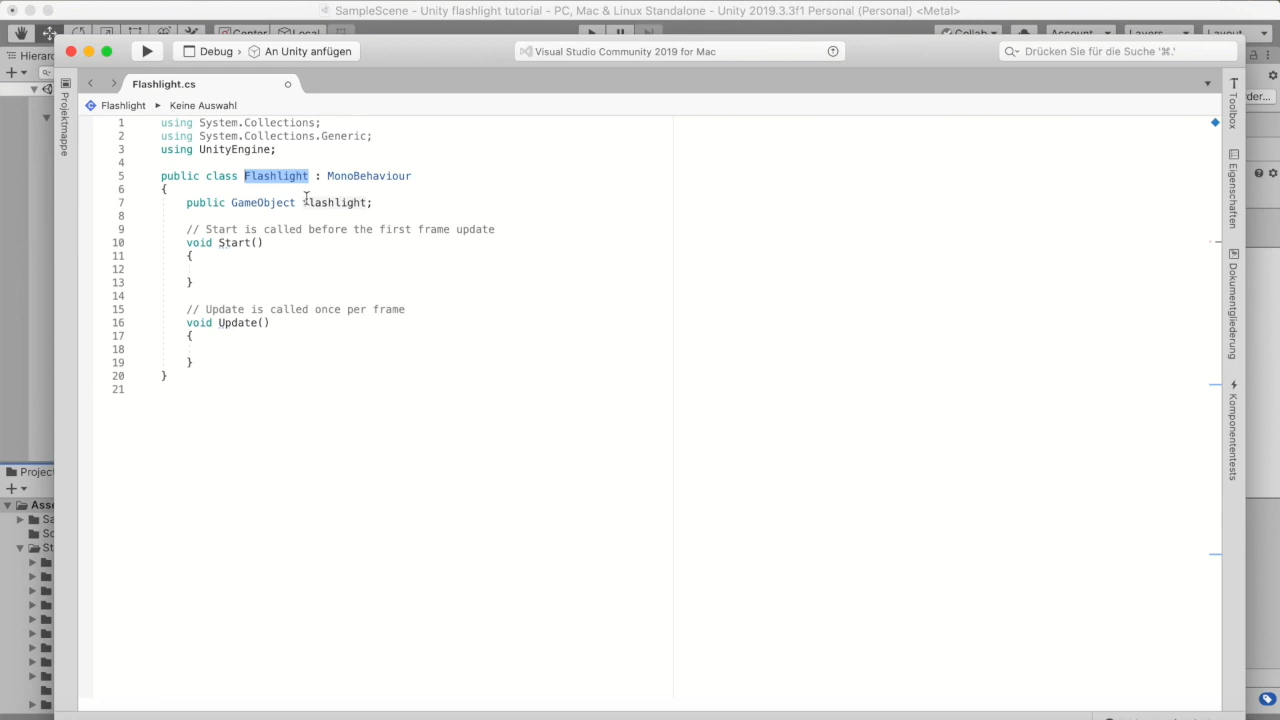 SampleScene - Unity flashlight tutorial - PC, Mac & Linux Standalone - Unity 2019.3.3f1 Personal (Personal) <Metal>
Center
Local
Collab
Account
Layers
Layout
Hierarc
Debug › An Unity anfügen
Visual Studio Community 2019 for Mac
Drücken Sie für die Suche '⌘.'
Projektmappe
Flashlight.cs
Flashlight ▸ Keine Auswahl
1 using System.Collections;
2 using System.Collections.Generic;
3 using UnityEngine;
4
5 public class Flashlight : MonoBehaviour
6 {
7 public GameObject flashlight;
8
9 // Start is called before the first frame update
10 void Start()
11 {
12
13 }
14
15 // Update is called once per frame
16 void Update()
17 {
18
19 }
20 }
21
Toolbox
Eigenschaften
Dokumentgliederung
Komponententests
der...
Projec
Asse
Sa
Sc
St